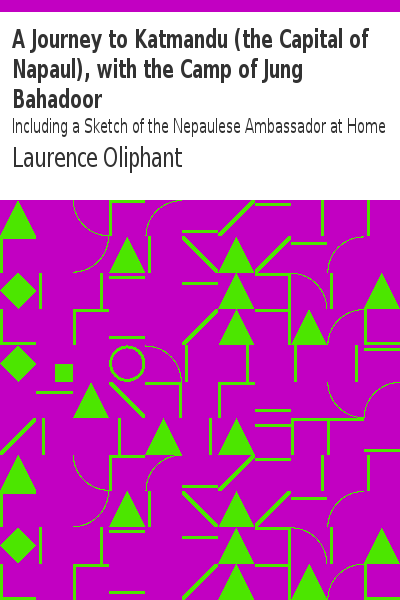 A Journey to Katmandu (the Capital of
Napaul), with the Camp of Jung
Bahadoor
Including a Sketch of the Nepaulese Ambassador at Home
Laurence Oliphant